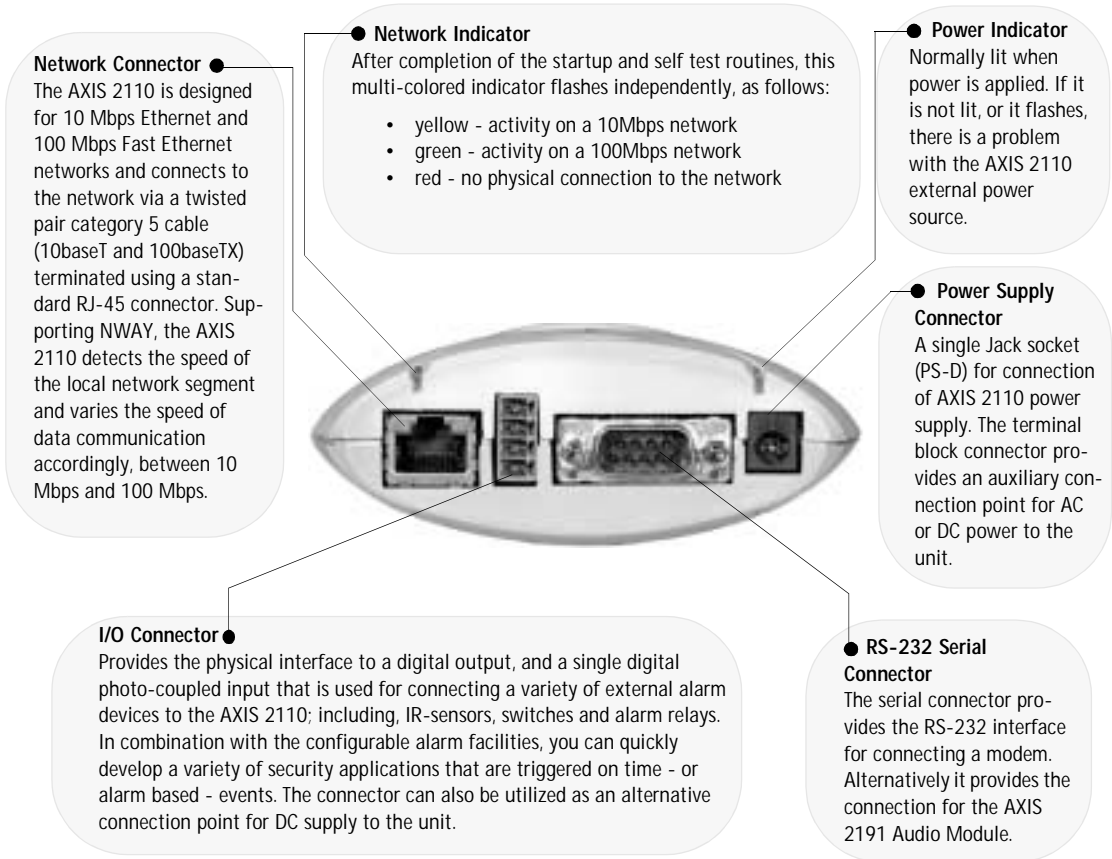 Network Connector
The AXIS 2110 is designed
for 10 Mbps Ethernet and
100 Mbps Fast Ethernet
networks and connects to
the network via a twisted
pair category 5 cable
(10baseT and 100baseTX)
terminated using a stan-
dard RJ-45 connector. Sup-
porting NWAY, the AXIS
2110 detects the speed of
the local network segment
and varies the speed of
data communication
accordingly, between 10
Mbps and 100 Mbps.
Network Indicator
After completion of the startup and self test routines, this
multi-colored indicator flashes independently, as follows:
• yellow - activity on a 10Mbps network
• green - activity on a 100Mbps network
• red - no physical connection to the network
Power Indicator
Normally lit when
power is applied. If it
is not lit, or it flashes,
there is a problem
with the AXIS 2110
external power
source.
Power Supply
Connector
A single Jack socket
(PS-D) for connection
of AXIS 2110 power
supply. The terminal
block connector pro-
vides an auxiliary con-
nection point for AC
or DC power to the
unit.
I/O Connector
Provides the physical interface to a digital output, and a single digital
photo-coupled input that is used for connecting a variety of external alarm
devices to the AXIS 2110; including, IR-sensors, switches and alarm relays.
In combination with the configurable alarm facilities, you can quickly
develop a variety of security applications that are triggered on time - or
alarm based - events. The connector can also be utilized as an alternative
connection point for DC supply to the unit.
RS-232 Serial
Connector
The serial connector pro-
vides the RS-232 interface
for connecting a modem.
Alternatively it provides the
connection for the AXIS
2191 Audio Module.